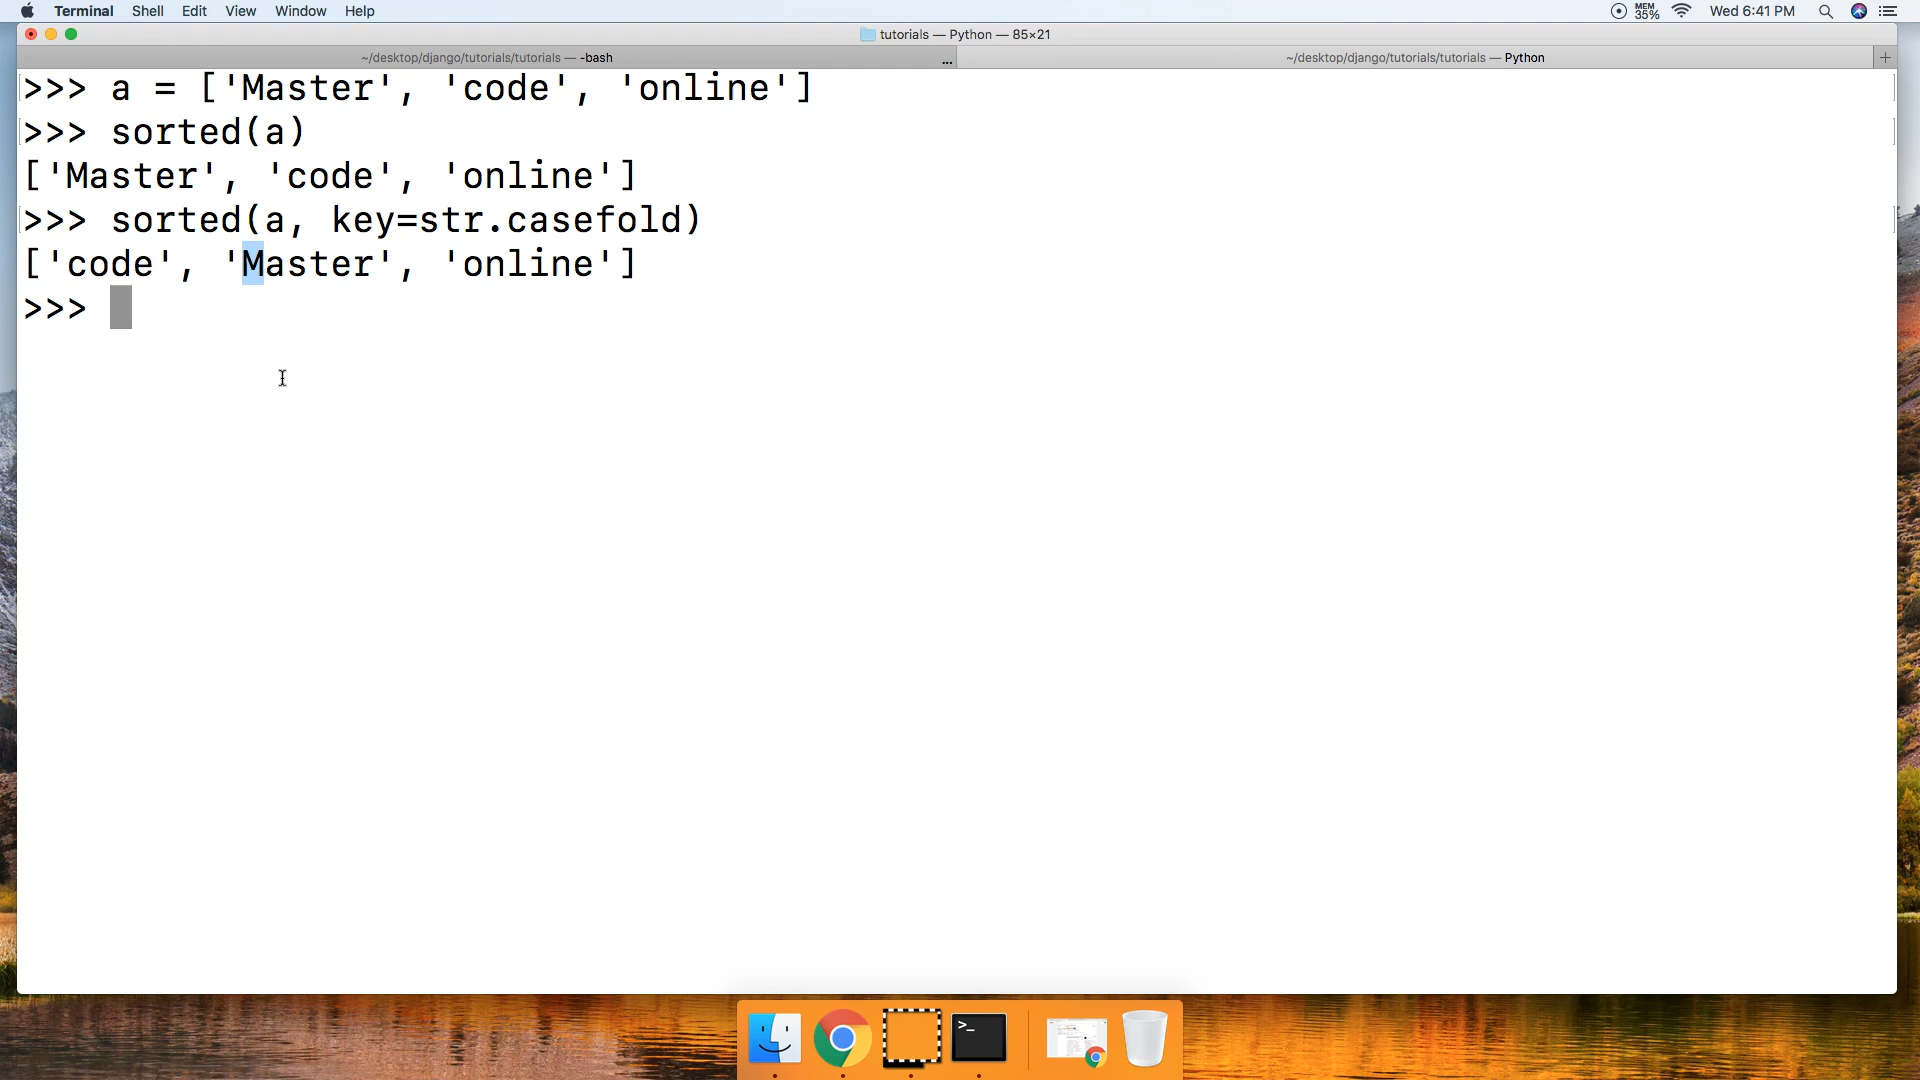 Terminal Shell Edit View Window Help MEM 35% Wed 6:41 PM
tutorials — Python — 85×21
~/desktop/django/tutorials/tutorials — -bash ... ~/desktop/django/tutorials/tutorials — Python +
>>> a = ['Master', 'code', 'online']
>>> sorted(a)
['Master', 'code', 'online']
>>> sorted(a, key=str.casefold)
['code', 'Master', 'online']
>>>
>_